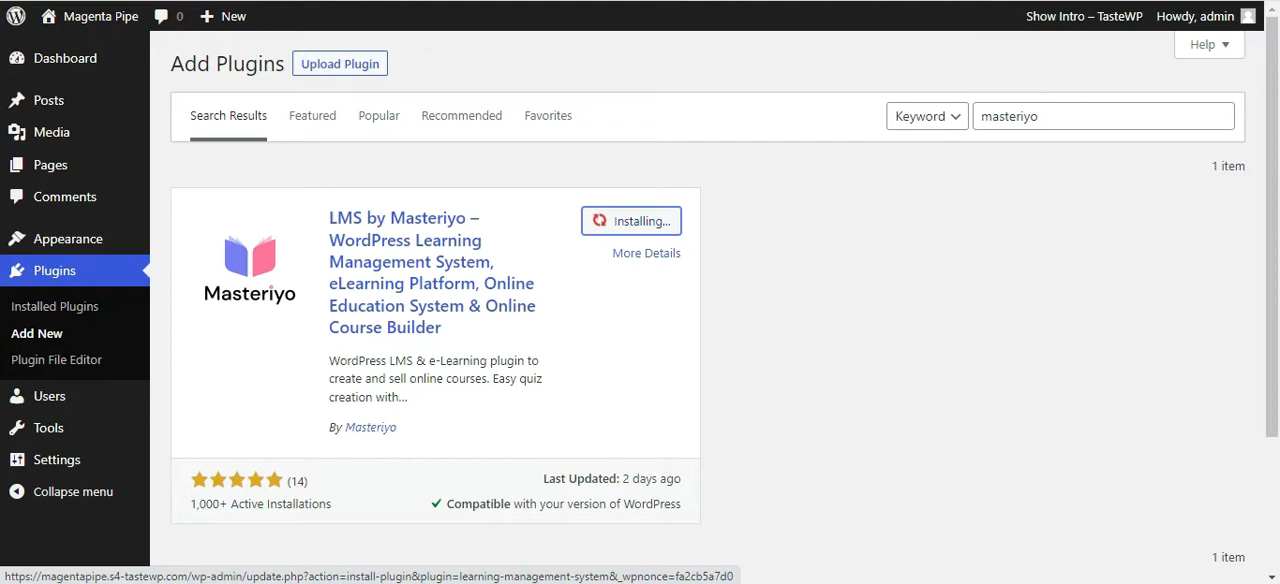 Magenta Pipe 0 New Show Intro – TasteWP Howdy, admin
Help
Dashboard
Posts
Media
Pages
Comments
Appearance
Plugins
Installed Plugins
Add New
Plugin File Editor
Users
Tools
Settings
Collapse menu
Add Plugins Upload Plugin
Search Results Featured Popular Recommended Favorites Keyword masteriyo
1 item
Masteriyo
LMS by Masteriyo –
WordPress Learning
Management System,
eLearning Platform, Online
Education System & Online
Course Builder
Installing...
More Details
WordPress LMS & e-Learning plugin to
create and sell online courses. Easy quiz
creation with...
By Masteriyo
(14)
1,000+ Active Installations
Last Updated: 2 days ago
Compatible with your version of WordPress
1 item
https://magentapipe.s4-tastewp.com/wp-admin/update.php?action=install-plugin&plugin=learning-management-system&_wpnonce=fa2cb5a7d0